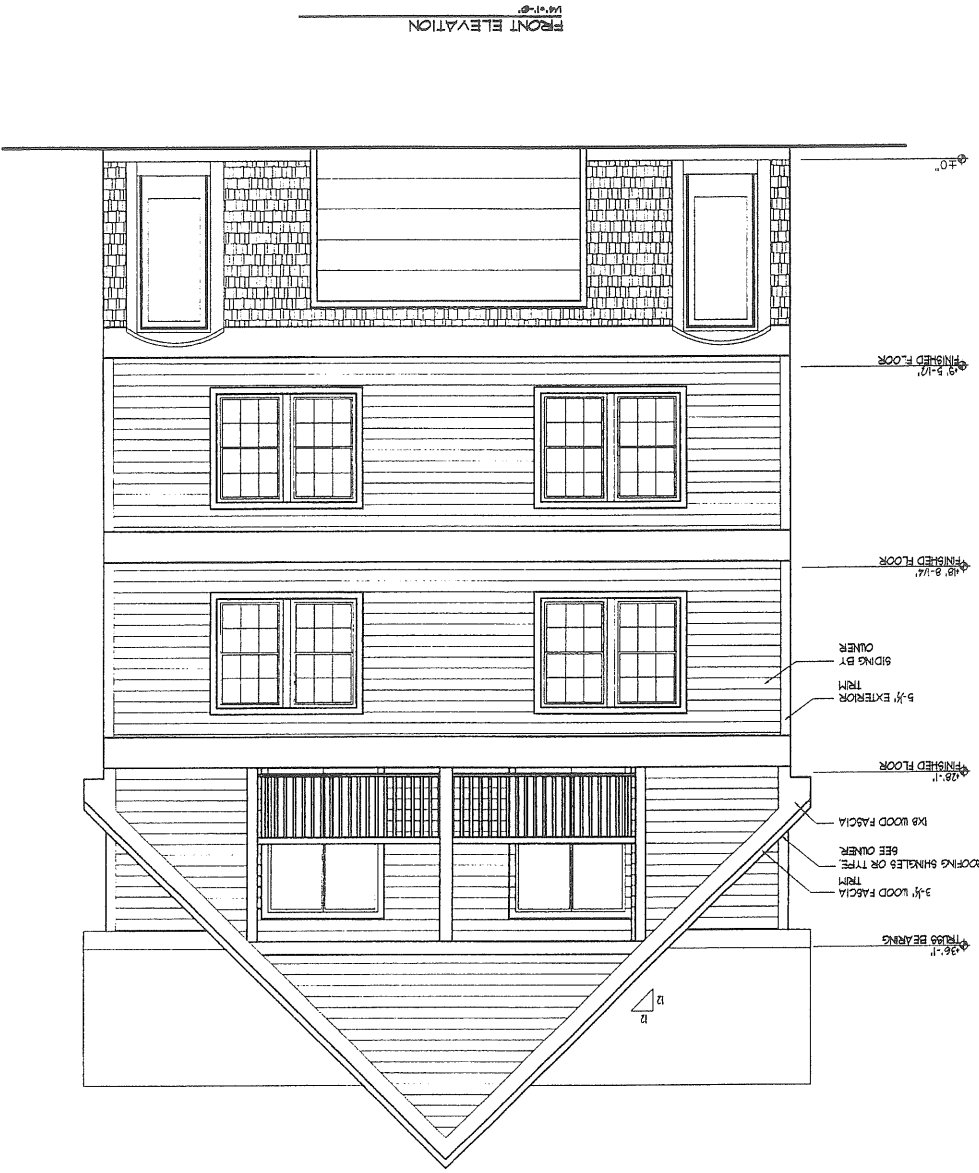 12
12
+36'-1"
TRUSS BEARING
3-½" WOOD FASCIA
TRIM
OOFING SHINGLES OR TYPE,
SEE OWNER
1X8 WOOD FASCIA
+28'-1"
FINISHED FLOOR
5-½" EXTERIOR
TRIM
SIDING BY
OWNER
+18' 8-1/4"
FINISHED FLOOR
+9' 5-1/2"
FINISHED FLOOR
±0"
FRONT ELEVATION
1/4"=1'-0"